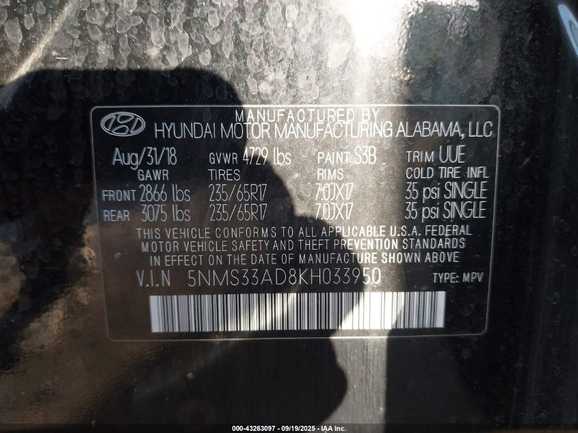 MANUFACTURED BY
HYUNDAI MOTOR MANUFACTURING ALABAMA, LLC
Aug/31/18 GVWR 4729 lbs PAINT S3B TRIM UUE
GAWR TIRES RIMS COLD TIRE INFL
FRONT 2866 lbs 235/65R17 7.0JX17 35 psi SINGLE
REAR 3075 lbs 235/65R17 7.0JX17 35 psi SINGLE
THIS VEHICLE CONFORMS TO ALL APPLICABLE U.S.A. FEDERAL
MOTOR VEHICLE SAFETY AND THEFT PREVENTION STANDARDS
IN EFFECT ON THE DATE OF MANUFACTURE SHOWN ABOVE.
V.I.N 5NMS33AD8KH033950 TYPE: MPV
000-43263097 - 09/19/2025 - IAA Inc.